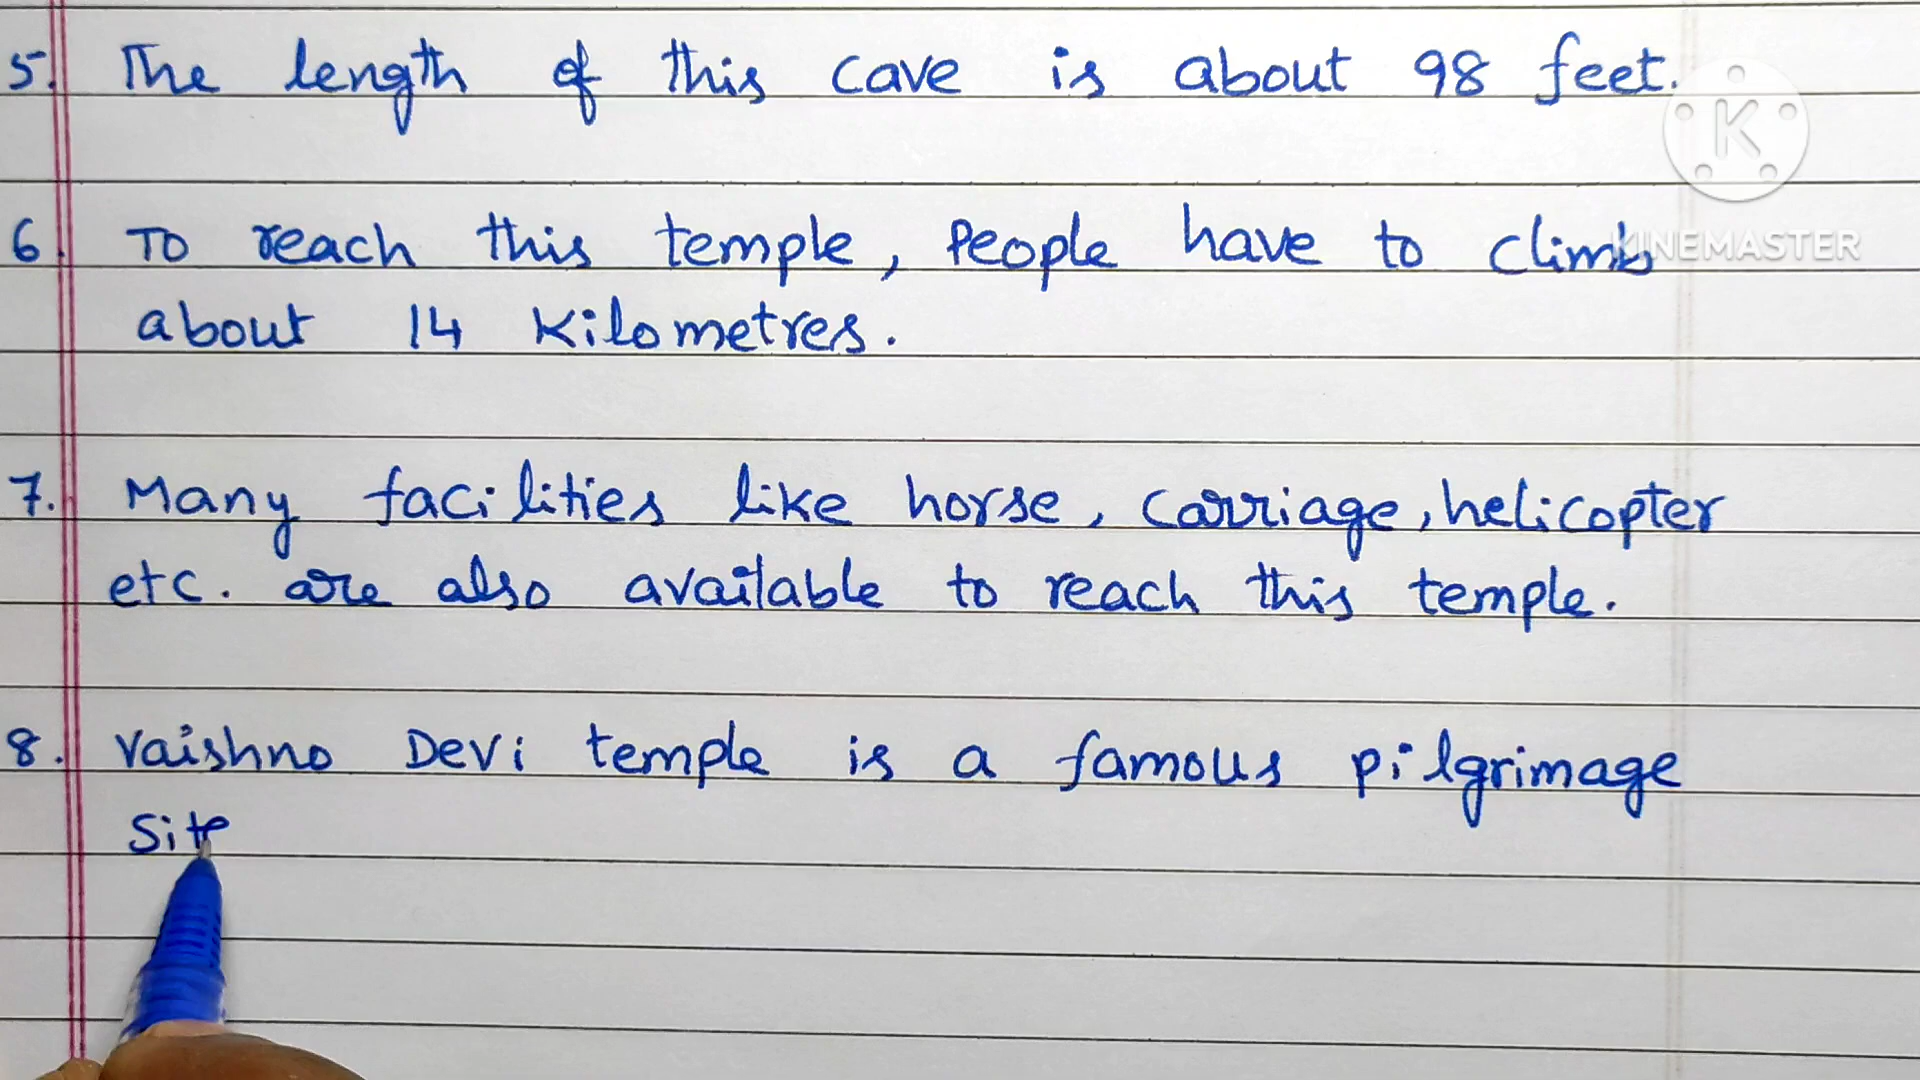 5. The length of this cave is about 98 feet.
6. To reach this temple, People have to climb
about 14 Kilometres.
7. Many facilities like horse, carriage, helicopter
etc. are also available to reach this temple.
8. Vaishno Devi temple is a famous pilgrimage
Site
K
KINEMASTER